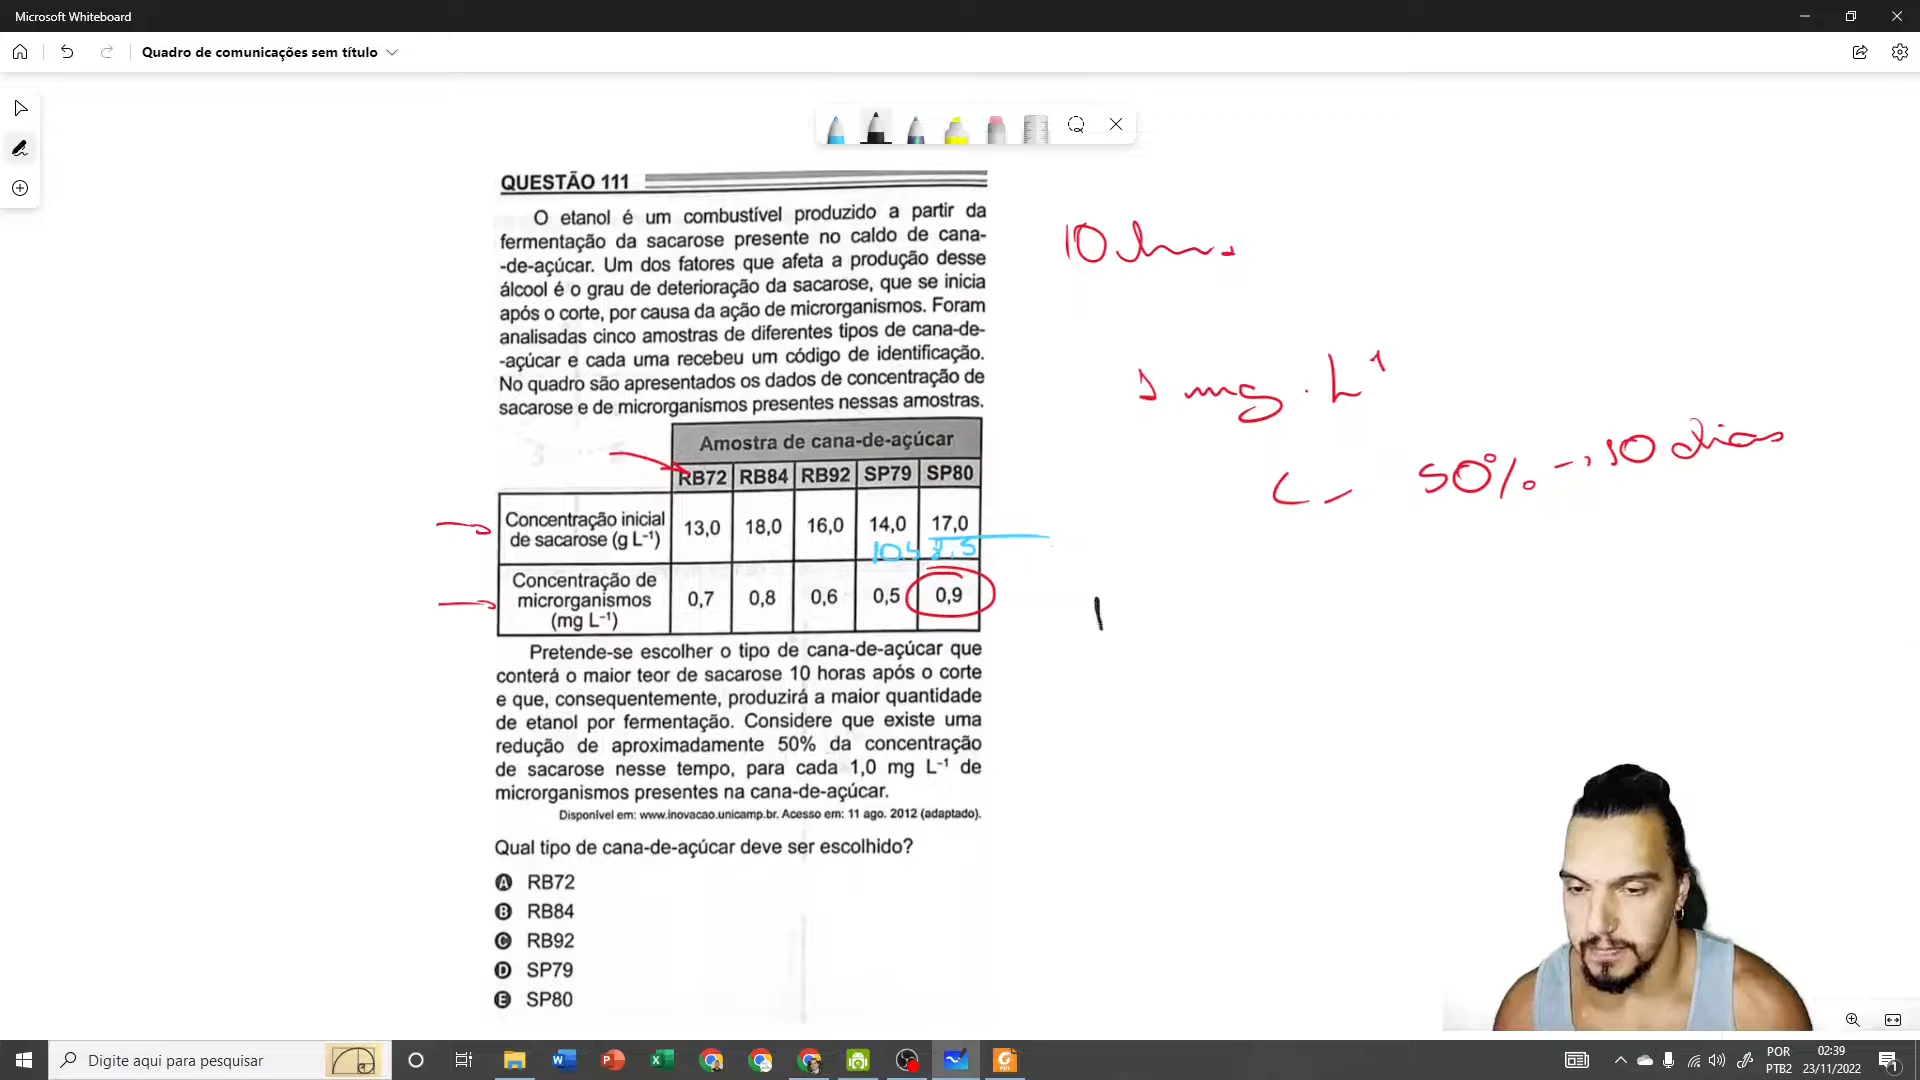 Microsoft Whiteboard
Quadro de comunicações sem título
QUESTÃO 111
O etanol é um combustível produzido a partir da
fermentação da sacarose presente no caldo de cana-
-de-açúcar. Um dos fatores que afeta a produção desse
álcool é o grau de deterioração da sacarose, que se inicia
após o corte, por causa da ação de microrganismos. Foram
analisadas cinco amostras de diferentes tipos de cana-de-
-açúcar e cada uma recebeu um código de identificação.
No quadro são apresentados os dados de concentração de
sacarose e de microrganismos presentes nessas amostras.
Amostra de cana-de-açúcar
RB72 RB84 RB92 SP79 SP80
Concentração inicial
de sacarose (g L⁻¹)
13,0 18,0 16,0 14,0 17,0
Concentração de
microrganismos
(mg L⁻¹)
0,7 0,8 0,6 0,5 0,9
Pretende-se escolher o tipo de cana-de-açúcar que
conterá o maior teor de sacarose 10 horas após o corte
e que, consequentemente, produzirá a maior quantidade
de etanol por fermentação. Considere que existe uma
redução de aproximadamente 50% da concentração
de sacarose nesse tempo, para cada 1,0 mg L⁻¹ de
microrganismos presentes na cana-de-açúcar.
Disponível em: www.inovacao.unicamp.br. Acesso em: 11 ago. 2012 (adaptado).
Qual tipo de cana-de-açúcar deve ser escolhido?
A RB72
B RB84
C RB92
D SP79
E SP80
1 mg . L⁻¹
50% → 10 dias
Digite aqui para pesquisar
POR
PTB2
02:39
23/11/2022
1